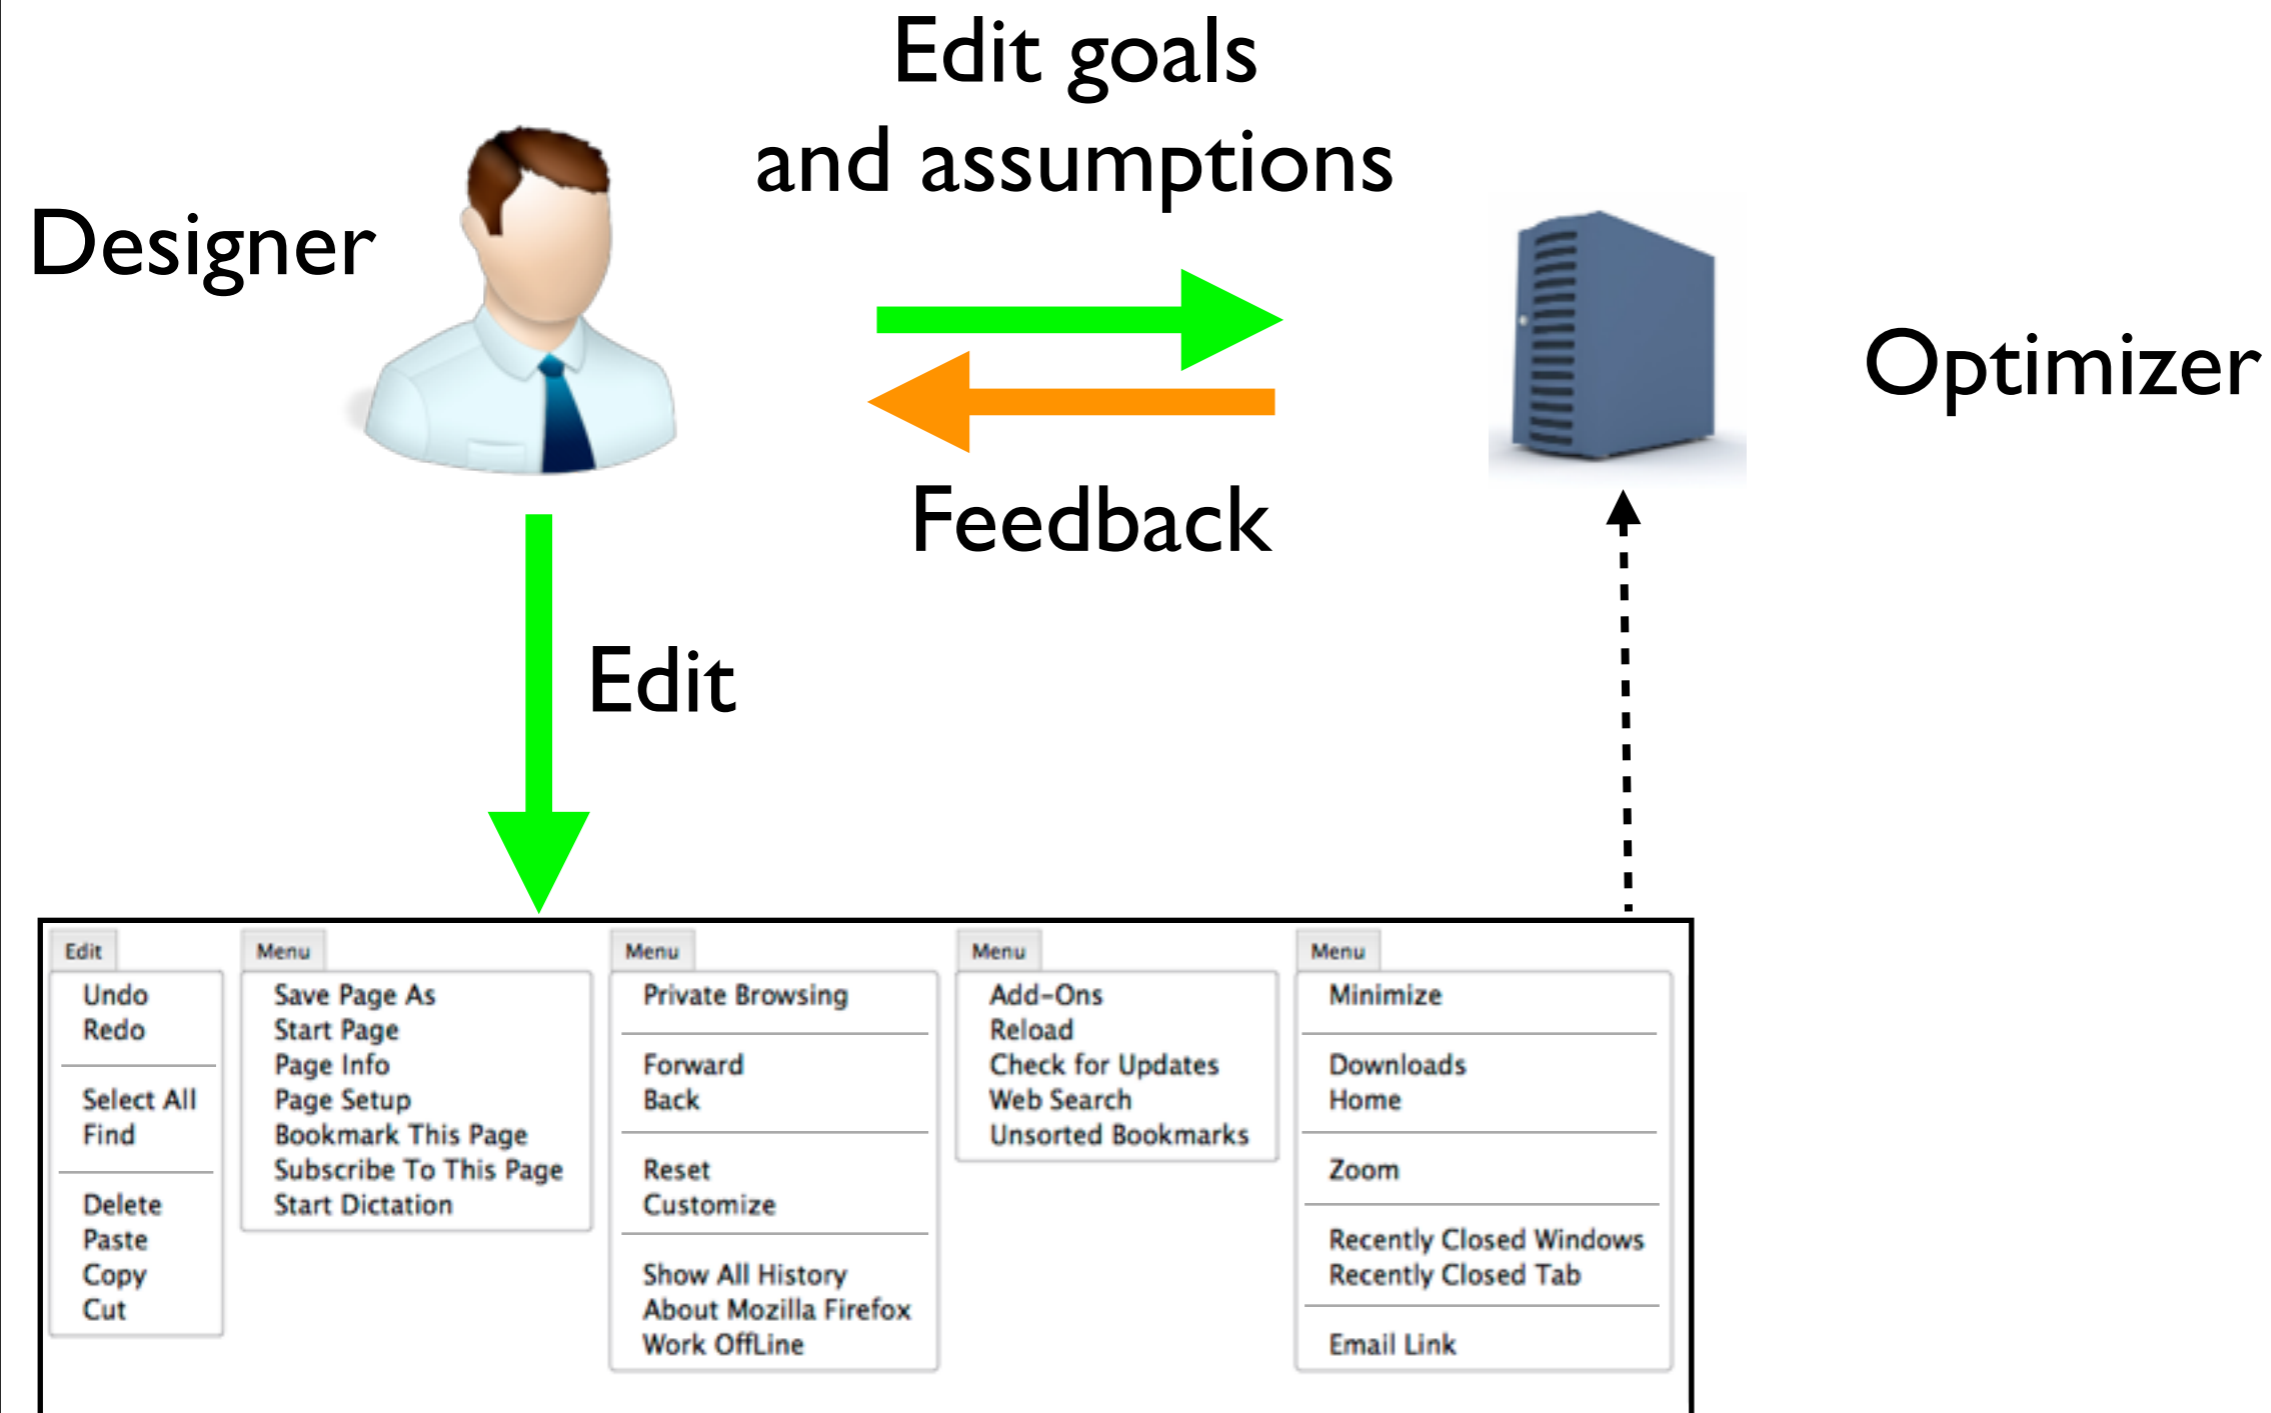 Edit goals
and assumptions
Designer
Optimizer
Feedback
Edit
Edit
Undo
Redo
Select All
Find
Delete
Paste
Copy
Cut
Menu
Save Page As
Start Page
Page Info
Page Setup
Bookmark This Page
Subscribe To This Page
Start Dictation
Menu
Private Browsing
Forward
Back
Reset
Customize
Show All History
About Mozilla Firefox
Work OffLine
Menu
Add-Ons
Reload
Check for Updates
Web Search
Unsorted Bookmarks
Menu
Minimize
Downloads
Home
Zoom
Recently Closed Windows
Recently Closed Tab
Email Link